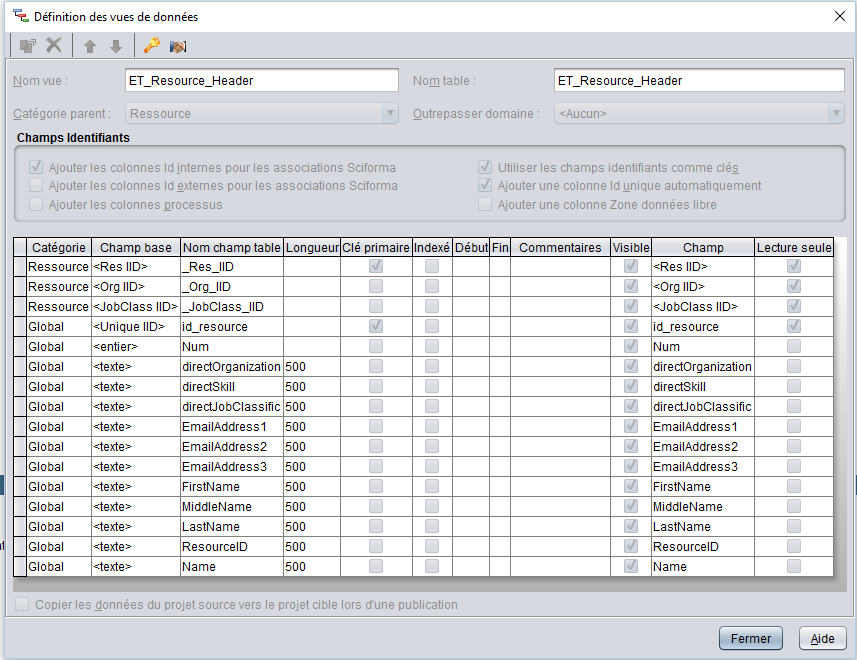 Définition des vues de données
Nom vue : ET_Resource_Header Nom table : ET_Resource_Header
Catégorie parent : Ressource Outrepasser domaine : <Aucun>
Champs Identifiants
Ajouter les colonnes Id internes pour les associations Sciforma Utiliser les champs identifiants comme clés
Ajouter les colonnes Id externes pour les associations Sciforma Ajouter une colonne Id unique automatiquement
Ajouter les colonnes processus Ajouter une colonne Zone données libre
Catégorie Champ base Nom champ table Longueur Clé primaire Indexé Début Fin Commentaires Visible Champ Lecture seule
Ressource <Res IID> _Res_IID <Res IID>
Ressource <Org IID> _Org_IID <Org IID>
Ressource <JobClass IID> _JobClass_IID <JobClass IID>
Global <Unique IID> id_resource id_resource
Global <entier> Num Num
Global <texte> directOrganization 500 directOrganization
Global <texte> directSkill 500 directSkill
Global <texte> directJobClassific 500 directJobClassific
Global <texte> EmailAddress1 500 EmailAddress1
Global <texte> EmailAddress2 500 EmailAddress2
Global <texte> EmailAddress3 500 EmailAddress3
Global <texte> FirstName 500 FirstName
Global <texte> MiddleName 500 MiddleName
Global <texte> LastName 500 LastName
Global <texte> ResourceID 500 ResourceID
Global <texte> Name 500 Name
Copier les données du projet source vers le projet cible lors d'une publication
Fermer Aide